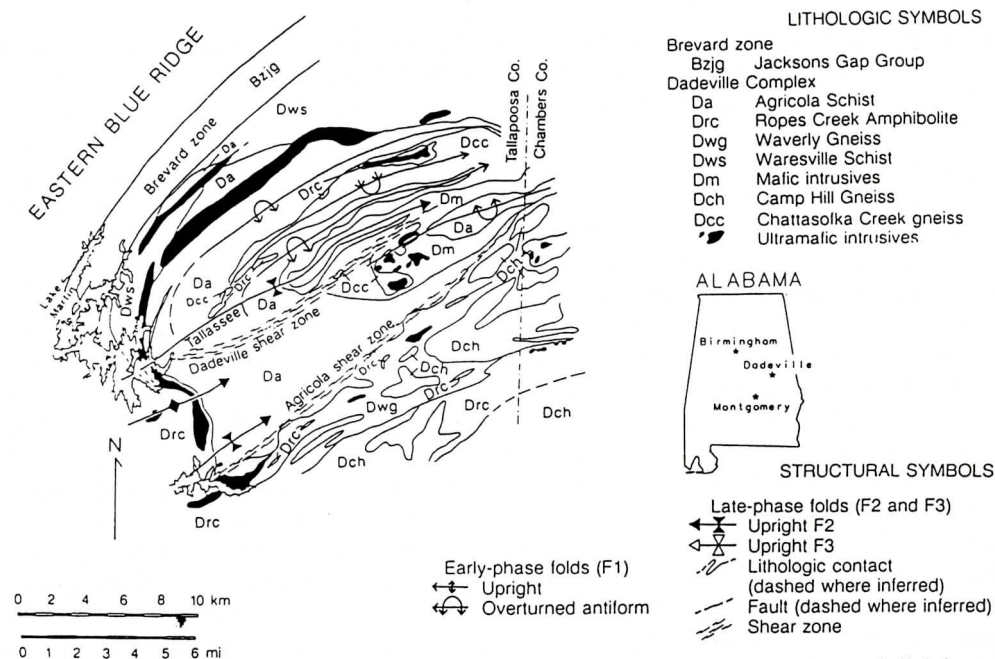 EASTERN BLUE RIDGE
Bzjg
Brevard zone
Dws
Da
Da
Drc
Dcc
Tallapoosa Co.
Chambers Co.
Dm
Da
Dm
Dcc
Drc
Dch
Lake
Martin
Dws
Da
Dcc
Drc
Da
Tallassee
Dadeville shear zone
Da
Agricola shear zone
Drc
Dch
Dch
Drc
Dwg
Drc
Dch
Drc
Drc
Dch
N
Drc
LITHOLOGIC SYMBOLS
Brevard zone
Bzjg Jacksons Gap Group
Dadeville Complex
Da Agricola Schist
Drc Ropes Creek Amphibolite
Dwg Waverly Gneiss
Dws Waresville Schist
Dm Mafic intrusives
Dch Camp Hill Gneiss
Dcc Chattasofka Creek gneiss
Ultramafic intrusives
ALABAMA
Birmingham
Dadeville
Montgomery
STRUCTURAL SYMBOLS
Late-phase folds (F2 and F3)
Upright F2
Upright F3
Lithologic contact
(dashed where inferred)
Fault (dashed where inferred)
Shear zone
Early-phase folds (F1)
Upright
Overturned antiform
0 2 4 6 8 10 km
0 1 2 3 4 5 6 mi